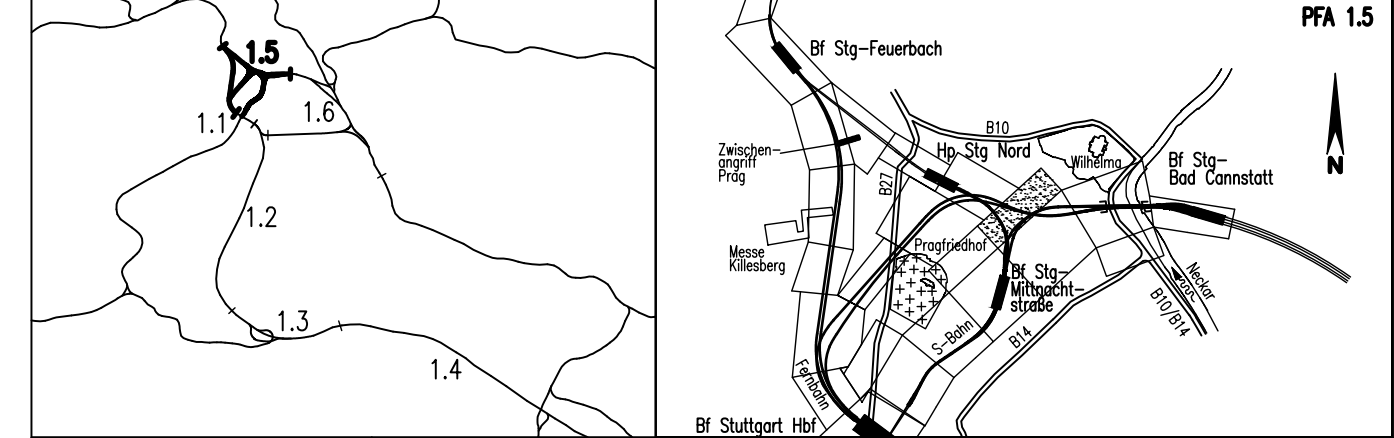 1.5
1.6
1.1
1.2
1.3
1.4
PFA 1.5
Bf Stg-Feuerbach
N
B10
Zwischen-
angriff
Prag
Hp Stg Nord
Wilhelma
Bf Stg-
Bad Cannstatt
B27
Messe
Killesberg
Pragfriedhof
Bf Stg-
Mittnacht-
straße
Neckar
B10/B14
S-Bahn
B14
Fernbahn
Bf Stuttgart Hbf